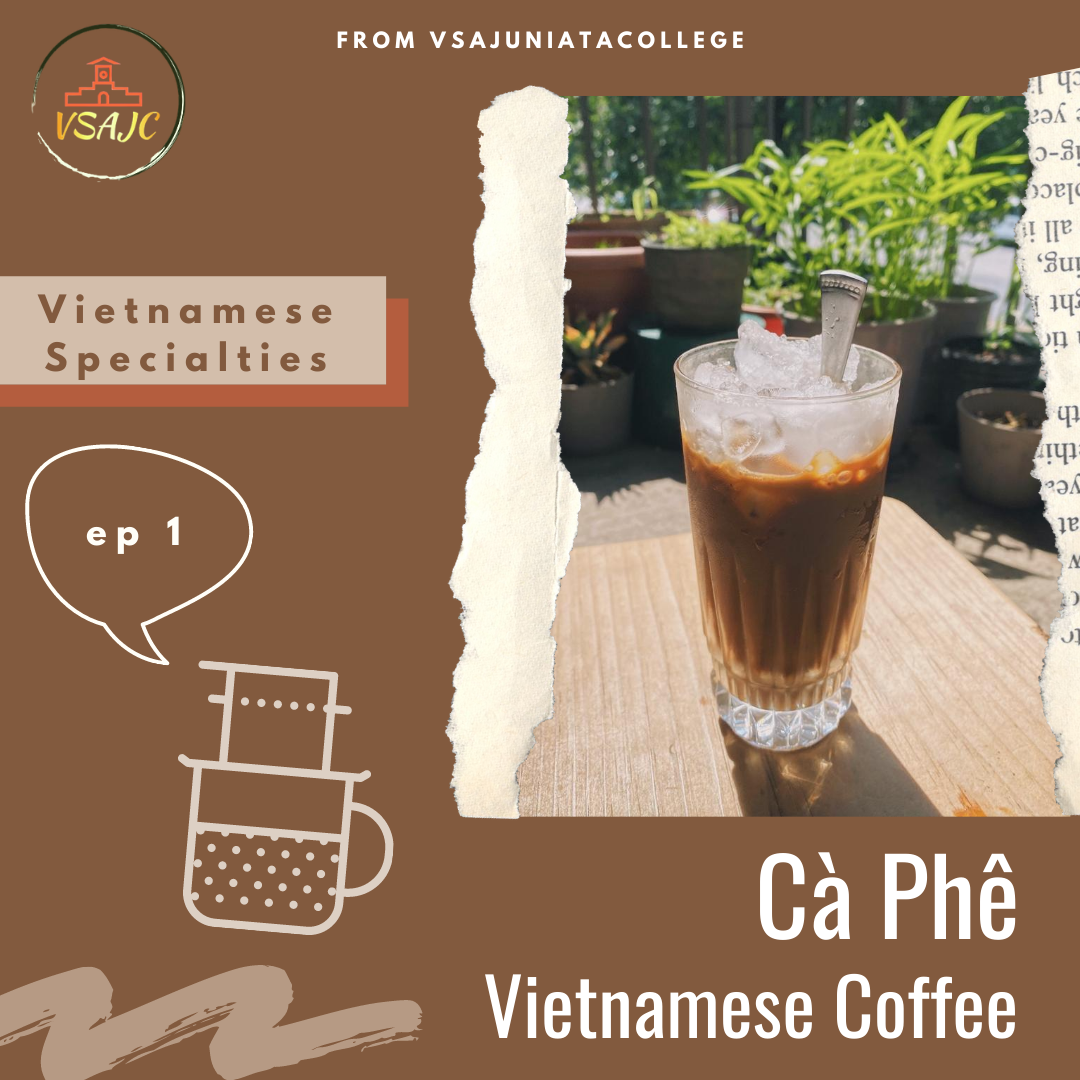 FROM VSAJUNIATACOLLEGE
VSAJC
Vietnamese
Specialties
ep 1
Cà Phê
Vietnamese Coffee